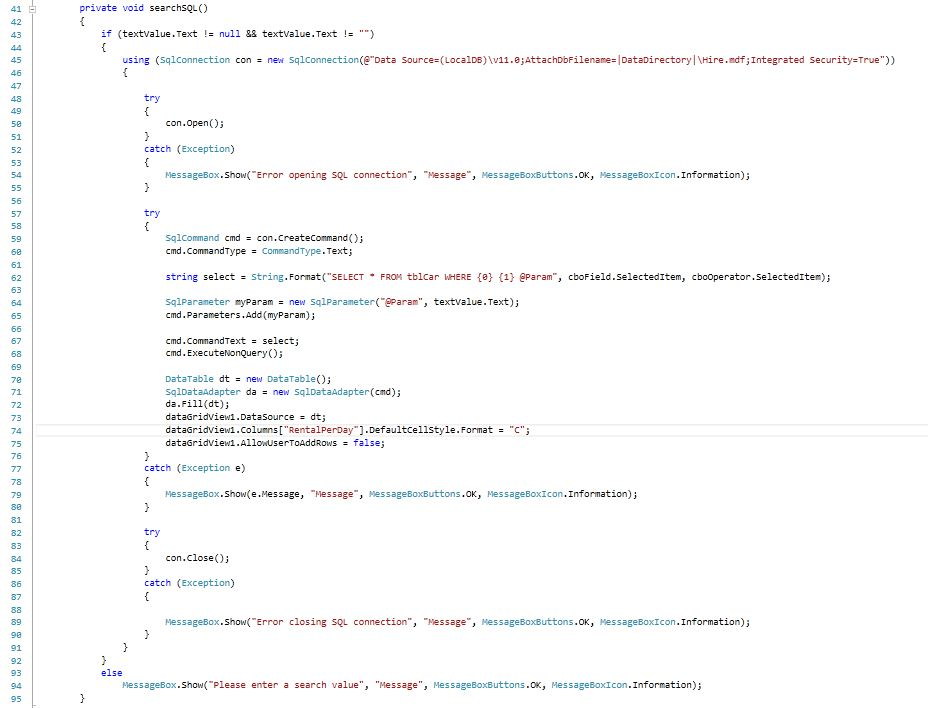 41 private void searchSQL()
42 {
43 if (textValue.Text != null && textValue.Text != "")
44 {
45 using (SqlConnection con = new SqlConnection(@"Data Source=(LocalDB)\v11.0;AttachDbFilename=|DataDirectory|\Hire.mdf;Integrated Security=True"))
46 {
47
48 try
49 {
50 con.Open();
51 }
52 catch (Exception)
53 {
54 MessageBox.Show("Error opening SQL connection", "Message", MessageBoxButtons.OK, MessageBoxIcon.Information);
55 }
56
57 try
58 {
59 SqlCommand cmd = con.CreateCommand();
60 cmd.CommandType = CommandType.Text;
61
62 string select = String.Format("SELECT * FROM tblCar WHERE {0} {1} @Param", cboField.SelectedItem, cboOperator.SelectedItem);
63
64 SqlParameter myParam = new SqlParameter("@Param", textValue.Text);
65 cmd.Parameters.Add(myParam);
66
67 cmd.CommandText = select;
68 cmd.ExecuteNonQuery();
69
70 DataTable dt = new DataTable();
71 SqlDataAdapter da = new SqlDataAdapter(cmd);
72 da.Fill(dt);
73 dataGridView1.DataSource = dt;
74 dataGridView1.Columns["RentalPerDay"].DefaultCellStyle.Format = "C";
75 dataGridView1.AllowUserToAddRows = false;
76 }
77 catch (Exception e)
78 {
79 MessageBox.Show(e.Message, "Message", MessageBoxButtons.OK, MessageBoxIcon.Information);
80 }
81
82 try
83 {
84 con.Close();
85 }
86 catch (Exception)
87 {
88
89 MessageBox.Show("Error closing SQL connection", "Message", MessageBoxButtons.OK, MessageBoxIcon.Information);
90 }
91 }
92 }
93 else
94 MessageBox.Show("Please enter a search value", "Message", MessageBoxButtons.OK, MessageBoxIcon.Information);
95 }